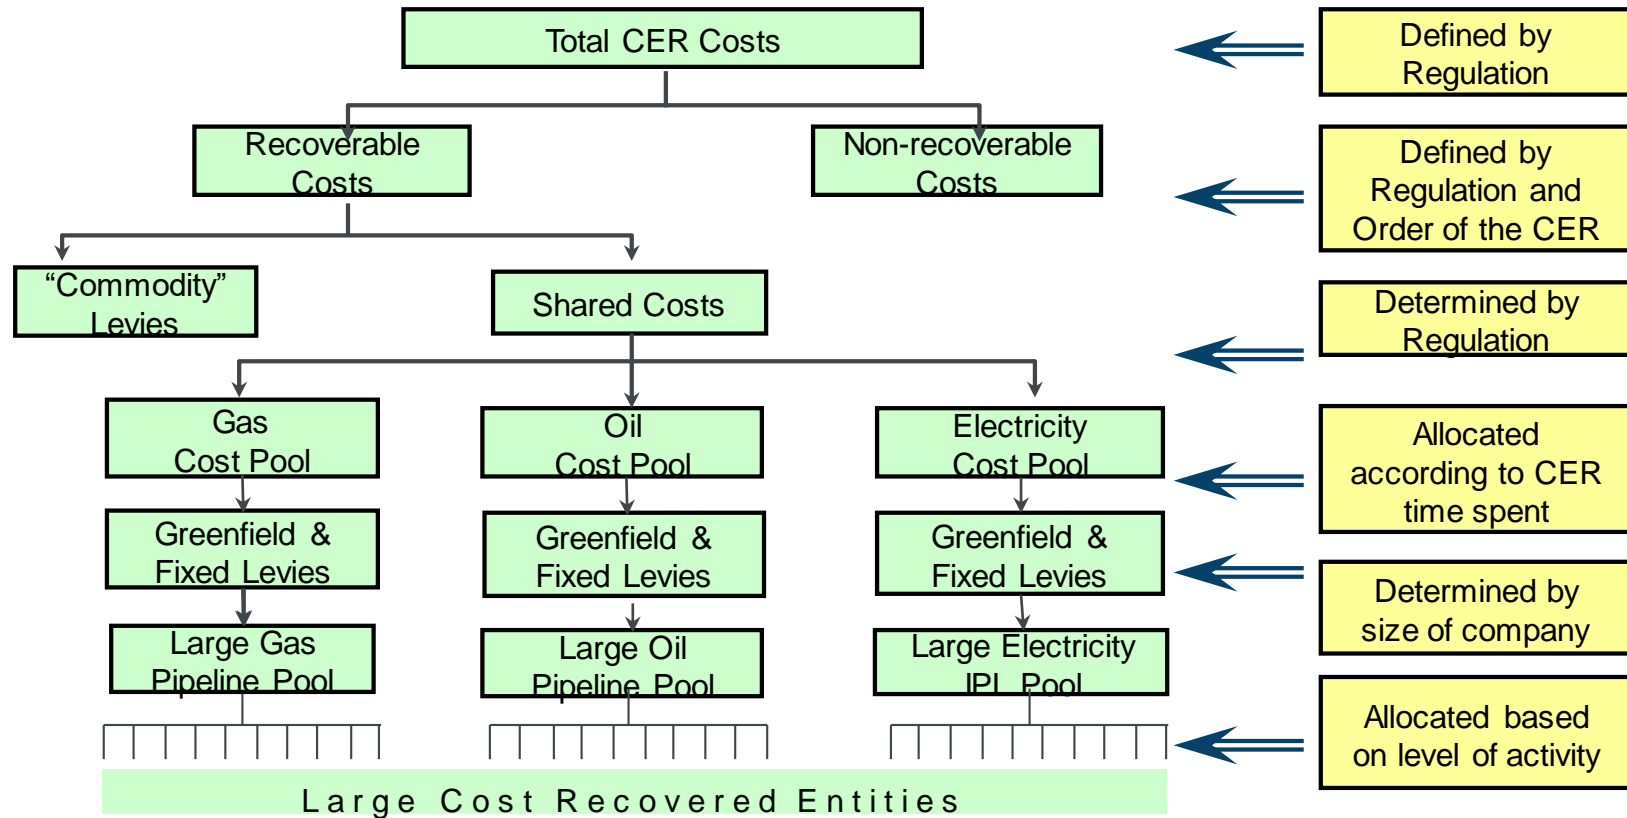 Total CER Costs
Defined by
Regulation
Recoverable
Costs
Non-recoverable
Costs
Defined by
Regulation and
Order of the CER
“Commodity”
Levies
Shared Costs
Determined by
Regulation
Gas
Cost Pool
Oil
Cost Pool
Electricity
Cost Pool
Allocated
according to CER
time spent
Greenfield &
Fixed Levies
Greenfield &
Fixed Levies
Greenfield &
Fixed Levies
Determined by
size of company
Large Gas
Pipeline Pool
Large Oil
Pipeline Pool
Large Electricity
IPL Pool
Allocated based
on level of activity
Large Cost Recovered Entities